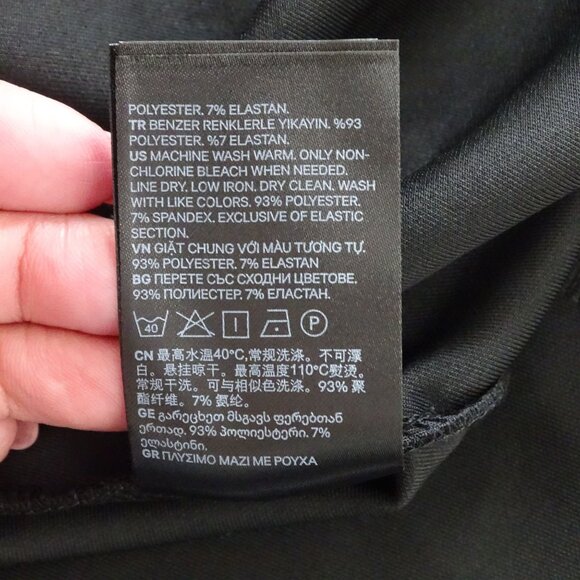 POLYESTER. 7% ELASTAN.
TR BENZER RENKLERLE YIKAYIN. %93
POLYESTER. %7 ELASTAN.
US MACHINE WASH WARM. ONLY NON-
CHLORINE BLEACH WHEN NEEDED.
LINE DRY. LOW IRON. DRY CLEAN. WASH
WITH LIKE COLORS. 93% POLYESTER.
7% SPANDEX. EXCLUSIVE OF ELASTIC
SECTION.
VN GIẶT CHUNG VỚI MÀU TƯƠNG TỰ.
93% POLYESTER. 7% ELASTAN
BG ПЕРЕТЕ СЪС СХОДНИ ЦВЕТОВЕ.
93% ПОЛИЕСТЕР. 7% ЕЛАСТАН.
40 P
CN 最高水温40°C,常规洗涤。不可漂
白。悬挂晾干。最高温度110°C熨烫。
常规干洗。可与相似色洗涤。93% 聚
酯纤维。7% 氨纶。
GE გარეცხეთ მსგავს ფერებთან
ერთად. 93% პოლიესტერი. 7%
ელასტინი.
GR ΠΛΥΣΙΜΟ ΜΑΖΙ ΜΕ ΡΟΥΧΑ